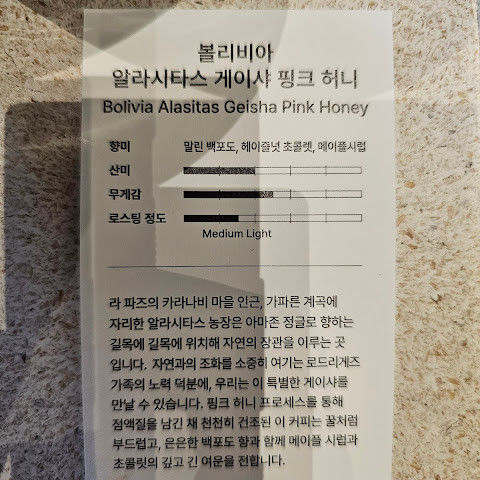 볼리비아
알라시타스 게이샤 핑크 허니
Bolivia Alasitas Geisha Pink Honey
향미 말린 백포도, 헤이즐넛 초콜렛, 메이플시럽
산미
무게감
로스팅 정도
Medium Light
라 파즈의 카라나비 마을 인근, 가파른 계곡에
자리한 알라시타스 농장은 아마존 정글로 향하는
길목에 길목에 위치해 자연의 장관을 이루는 곳
입니다. 자연과의 조화를 소중히 여기는 로드리게즈
가족의 노력 덕분에, 우리는 이 특별한 게이샤를
만날 수 있습니다. 핑크 허니 프로세스를 통해
점액질을 남긴 채 천천히 건조된 이 커피는 꿀처럼
부드럽고, 은은한 백포도 향과 함께 메이플 시럽과
초콜릿의 깊고 긴 여운을 전합니다.